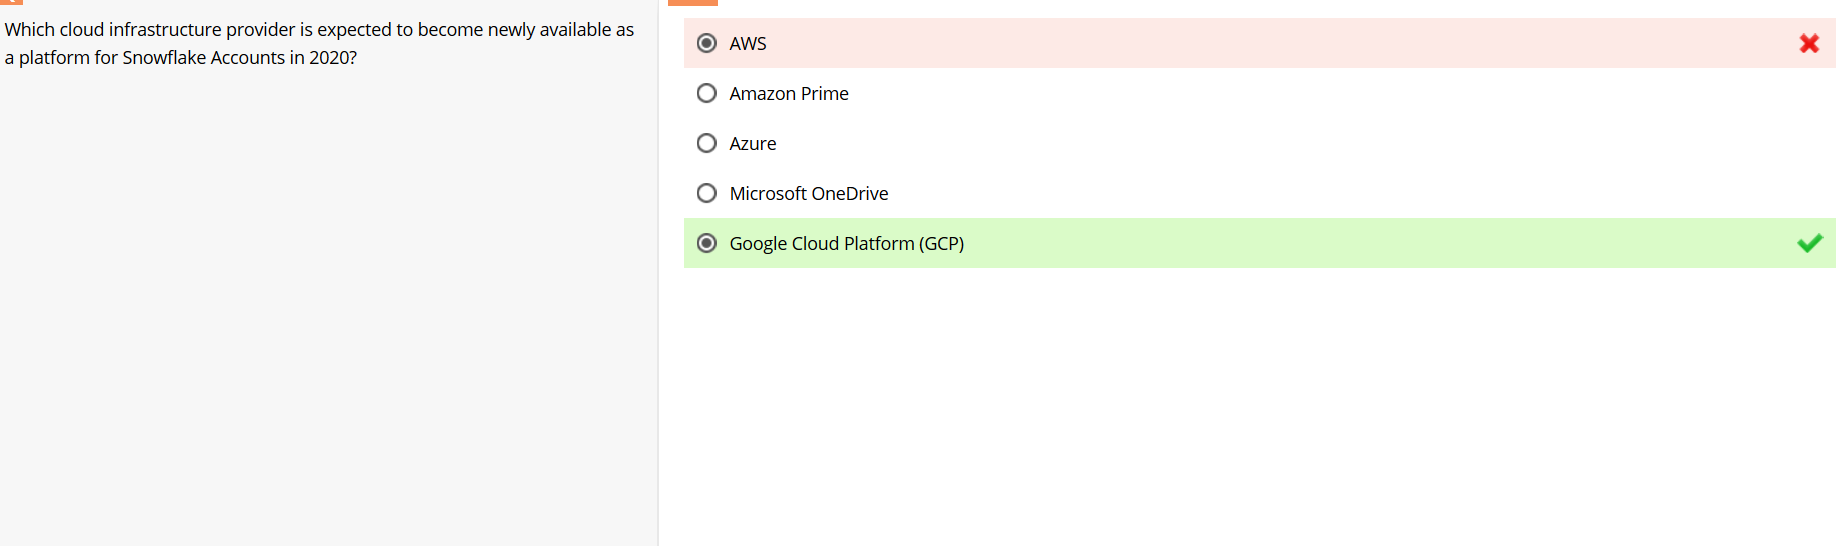 Which cloud infrastructure provider is expected to become newly available as
a platform for Snowflake Accounts in 2020?
AWS
Amazon Prime
Azure
Microsoft OneDrive
Google Cloud Platform (GCP)